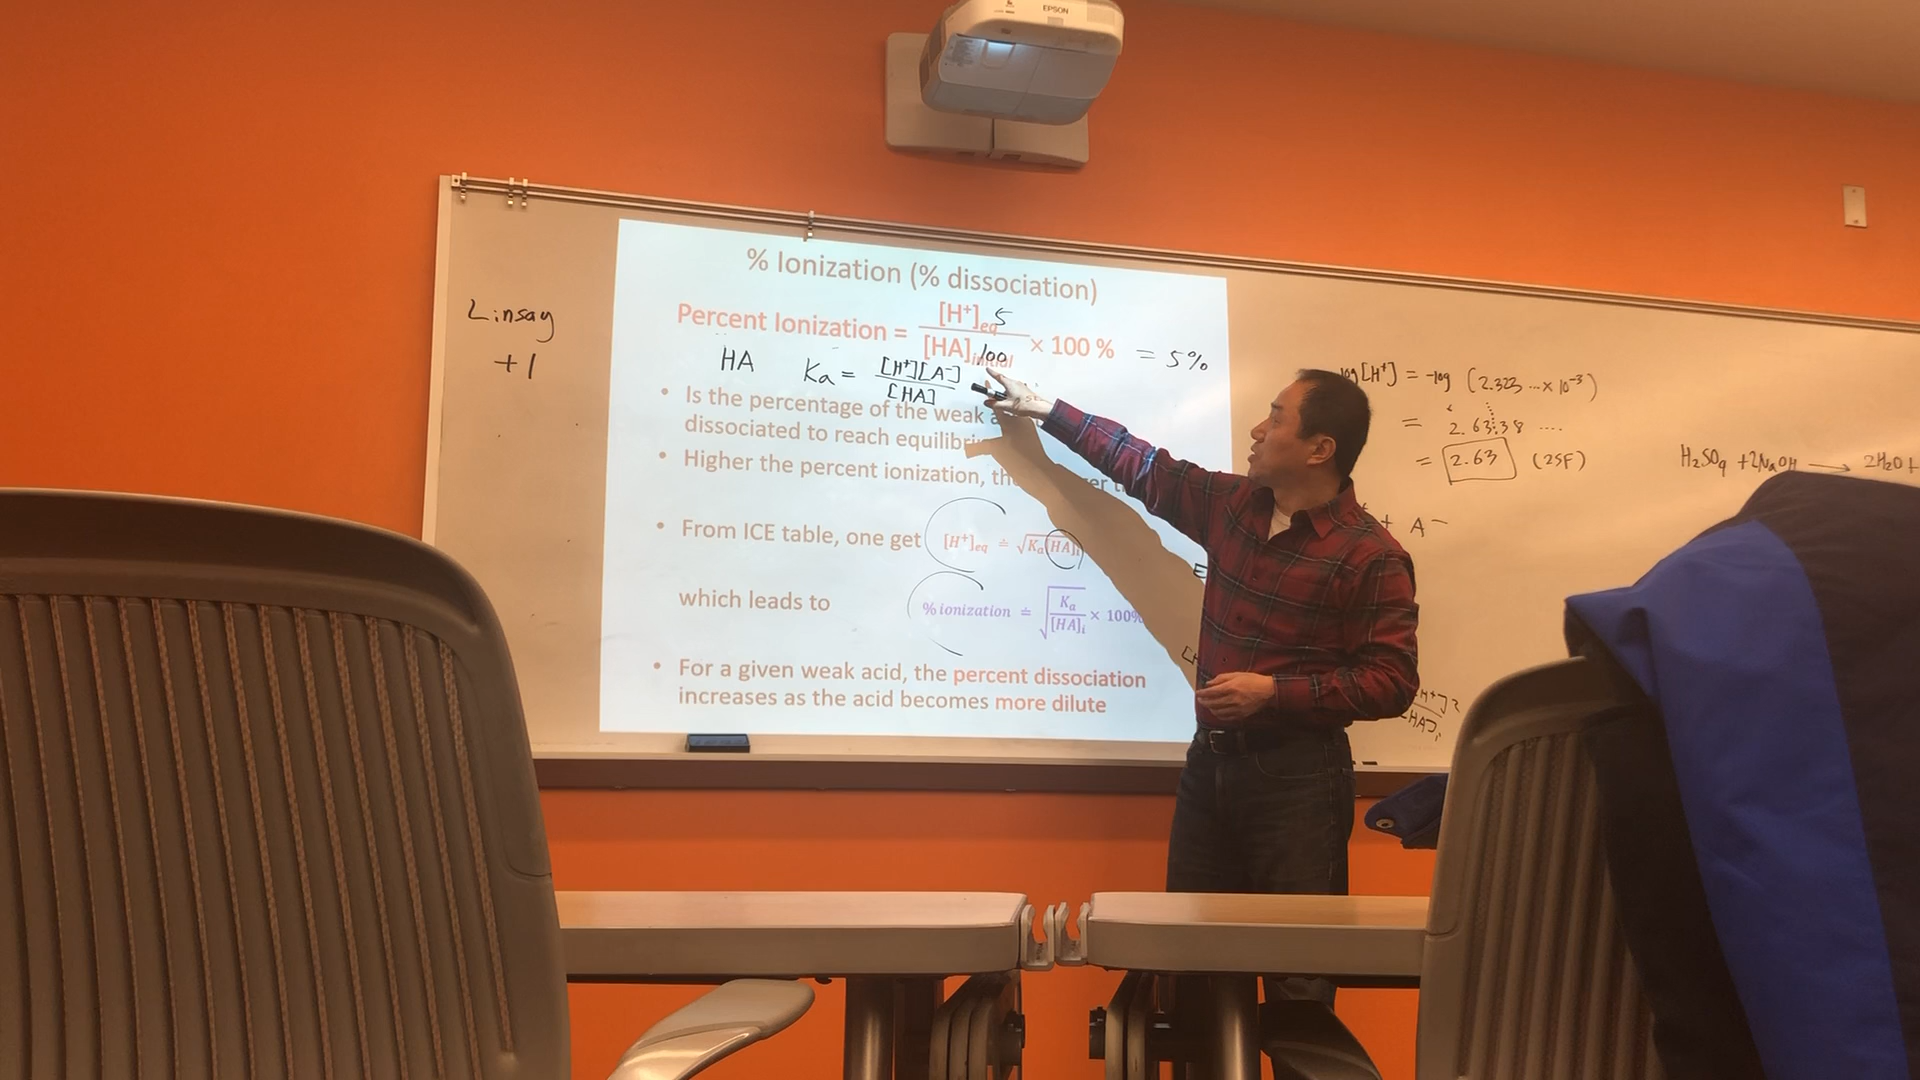 EPSON
Linsay
+1
% Ionization (% dissociation)
Percent Ionization = [H⁺]eq / [HA]initial × 100 %
5
100
= 5%
HA Ka = [H⁺][A⁻] / [HA]
• Is the percentage of the weak
dissociated to reach
• Higher the percent ionization,
• From ICE table, one get [H⁺]eq ≐ √Ka[HA]i
which leads to % ionization ≐ √(Ka / [HA]i) × 100%
• For a given weak acid, the percent dissociation
increases as the acid becomes more dilute
log[H⁺] = -log (2.323 ... × 10⁻³)
= 2.6338 ....
= 2.63 (2SF)
+ A⁻
H₂SO₄ + 2NaOH → 2H₂O +
[H⁺]²
[HA]i